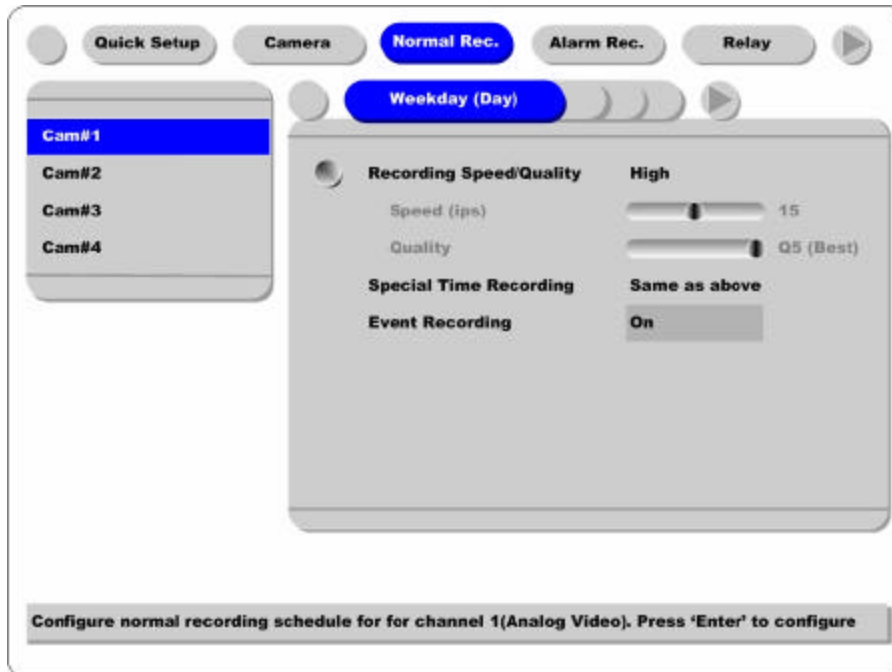 Quick Setup Camera Normal Rec. Alarm Rec. Relay
Weekday (Day)
Cam#1
Cam#2
Cam#3
Cam#4
Recording Speed/Quality High
Speed (ips) 15
Quality Q5 (Best)
Special Time Recording Same as above
Event Recording On
Configure normal recording schedule for for channel 1(Analog Video). Press ‘Enter’ to configure